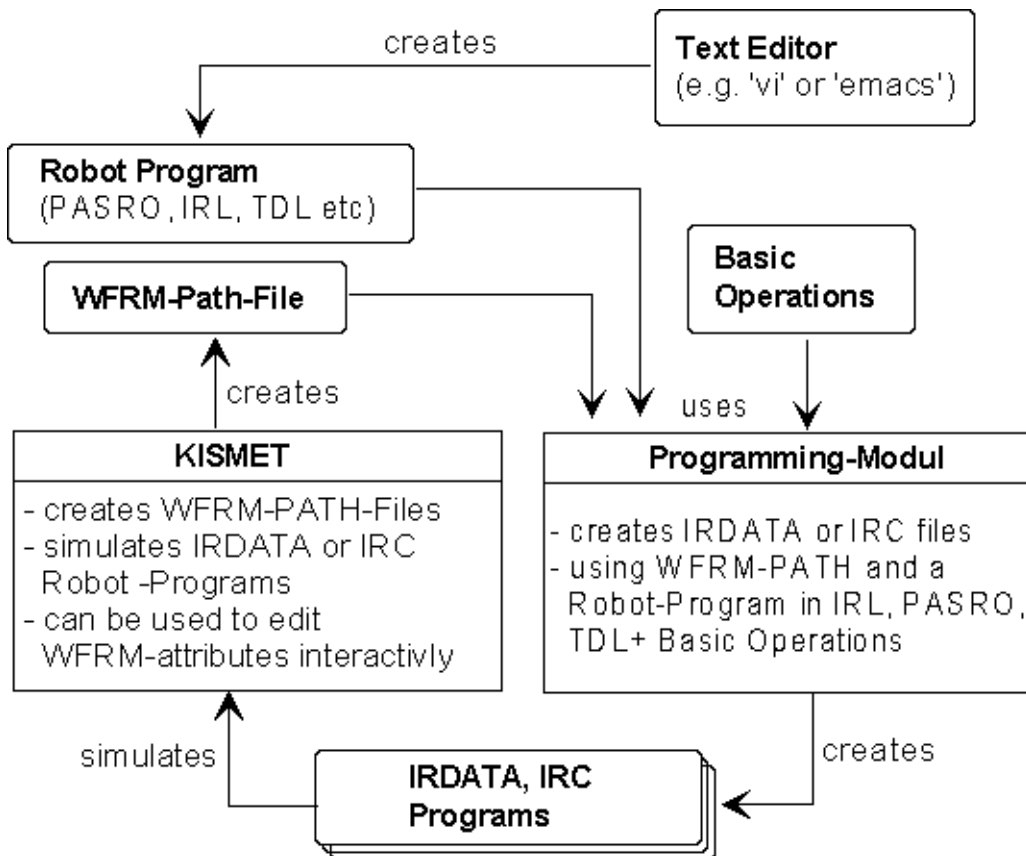 creates
Text Editor
(e.g. 'vi' or 'emacs')
Robot Program
(PASRO, IRL, TDL etc)
Basic
Operations
WFRM-Path-File
creates
uses
KISMET
- creates WFRM-PATH-Files
- simulates IRDATA or IRC
Robot -Programs
- can be used to edit
WFRM-attributes interactivly
Programming-Modul
- creates IRDATA or IRC files
- using WFRM-PATH and a
Robot-Program in IRL, PASRO,
TDL+ Basic Operations
simulates
creates
IRDATA, IRC
Programs